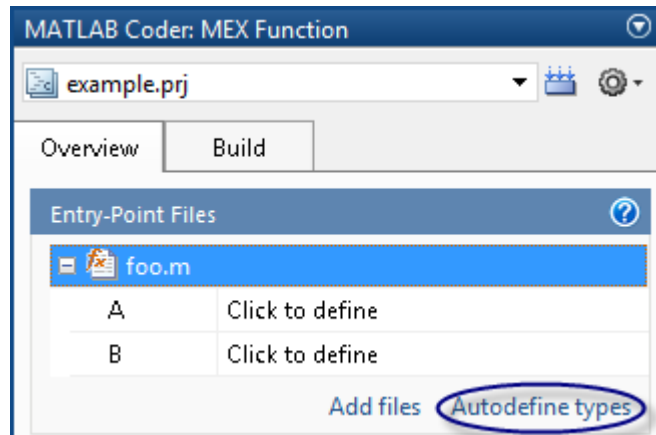 MATLAB Coder: MEX Function
example.prj
Overview Build
Entry-Point Files
foo.m
A Click to define
B Click to define
Add files Autodefine types